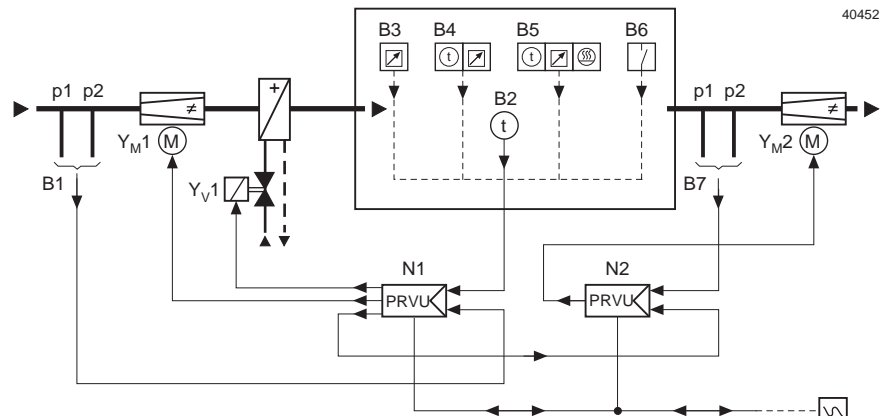 40452
B3
B4
B5
B6
t
t
B2
t
p1 p2
p1 p2
+
≠
≠
YM1
M
YM2
M
B1
YV1
B7
N1
N2
PRVU
PRVU